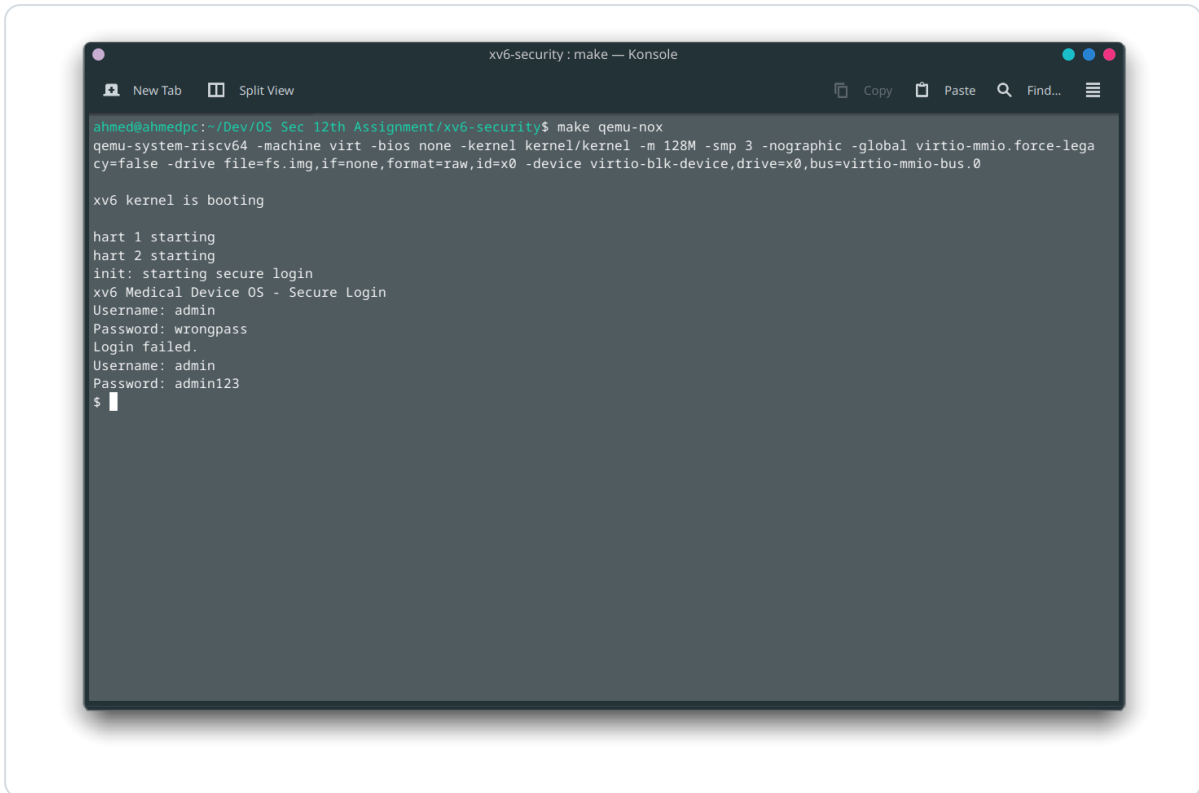 xv6-security : make — Konsole
New Tab Split View Copy Paste Find...
ahmed@ahmedpc:~/Dev/OS Sec 12th Assignment/xv6-security$ make qemu-nox
qemu-system-riscv64 -machine virt -bios none -kernel kernel/kernel -m 128M -smp 3 -nographic -global virtio-mmio.force-lega
cy=false -drive file=fs.img,if=none,format=raw,id=x0 -device virtio-blk-device,drive=x0,bus=virtio-mmio-bus.0
xv6 kernel is booting
hart 1 starting
hart 2 starting
init: starting secure login
xv6 Medical Device OS - Secure Login
Username: admin
Password: wrongpass
Login failed.
Username: admin
Password: admin123
$